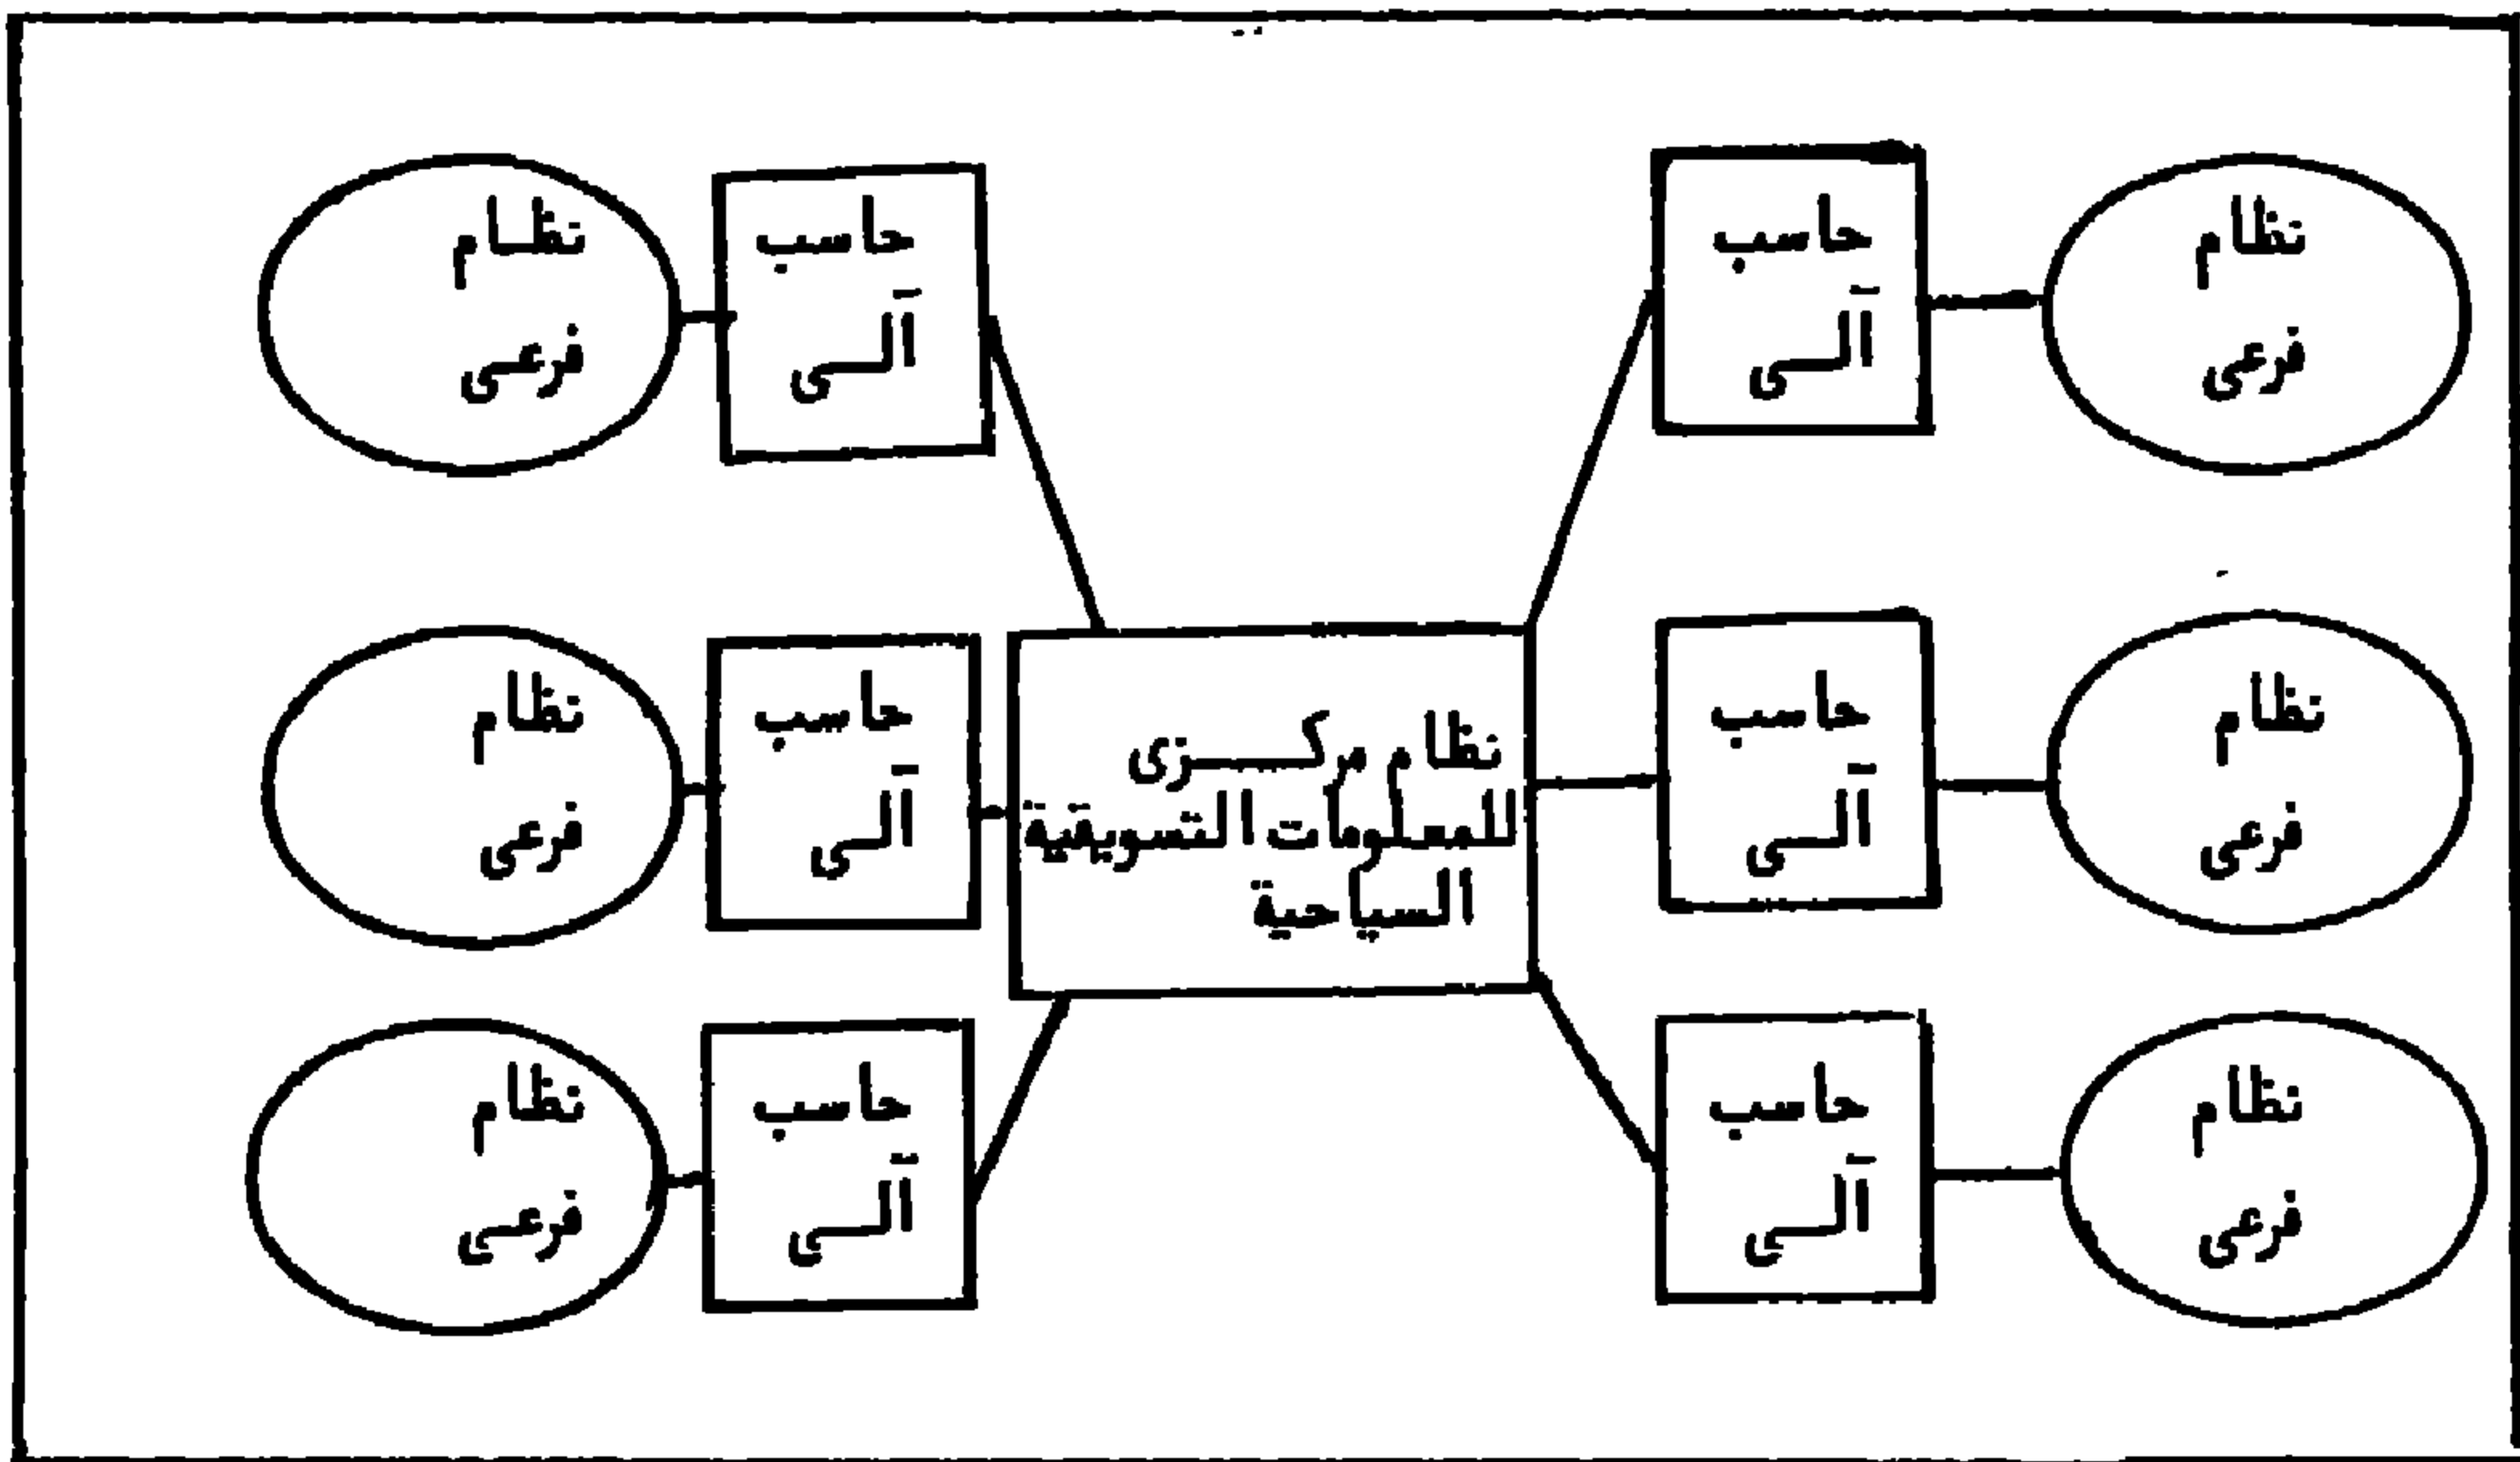 نظام
فرعى
حاسب
آلى
حاسب
آلى
نظام
فرعى
نظام
فرعى
حاسب
آلى
نظام مركزى
للمعلومات التسويقية
السياحية
حاسب
آلى
نظام
فرعى
نظام
فرعى
حاسب
آلى
حاسب
آلى
نظام
فرعى